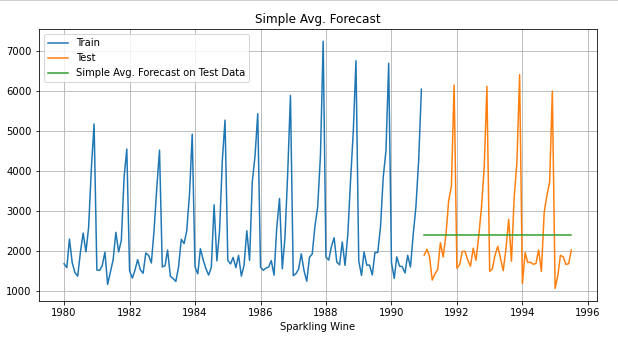 Simple Avg. Forecast
Train
Test
Simple Avg. Forecast on Test Data
7000
6000
5000
4000
3000
2000
1000
1980 1982 1984 1986 1988 1990 1992 1994 1996
Sparkling Wine